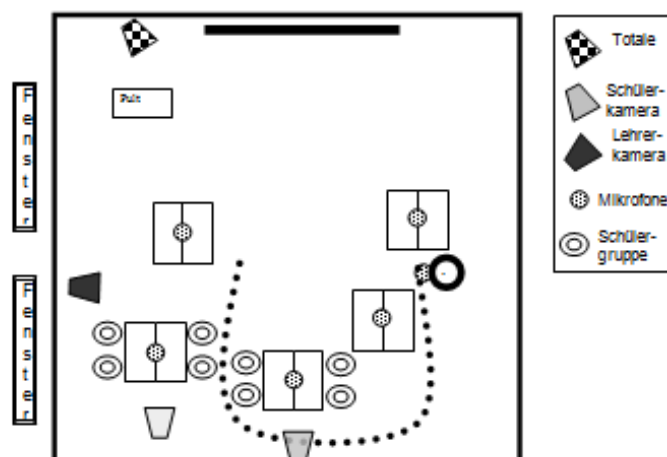 Pult
Fenster
Fenster
Totale
Schüler-
kamera
Lehrer-
kamera
Mikrofone
Schüler-
gruppe